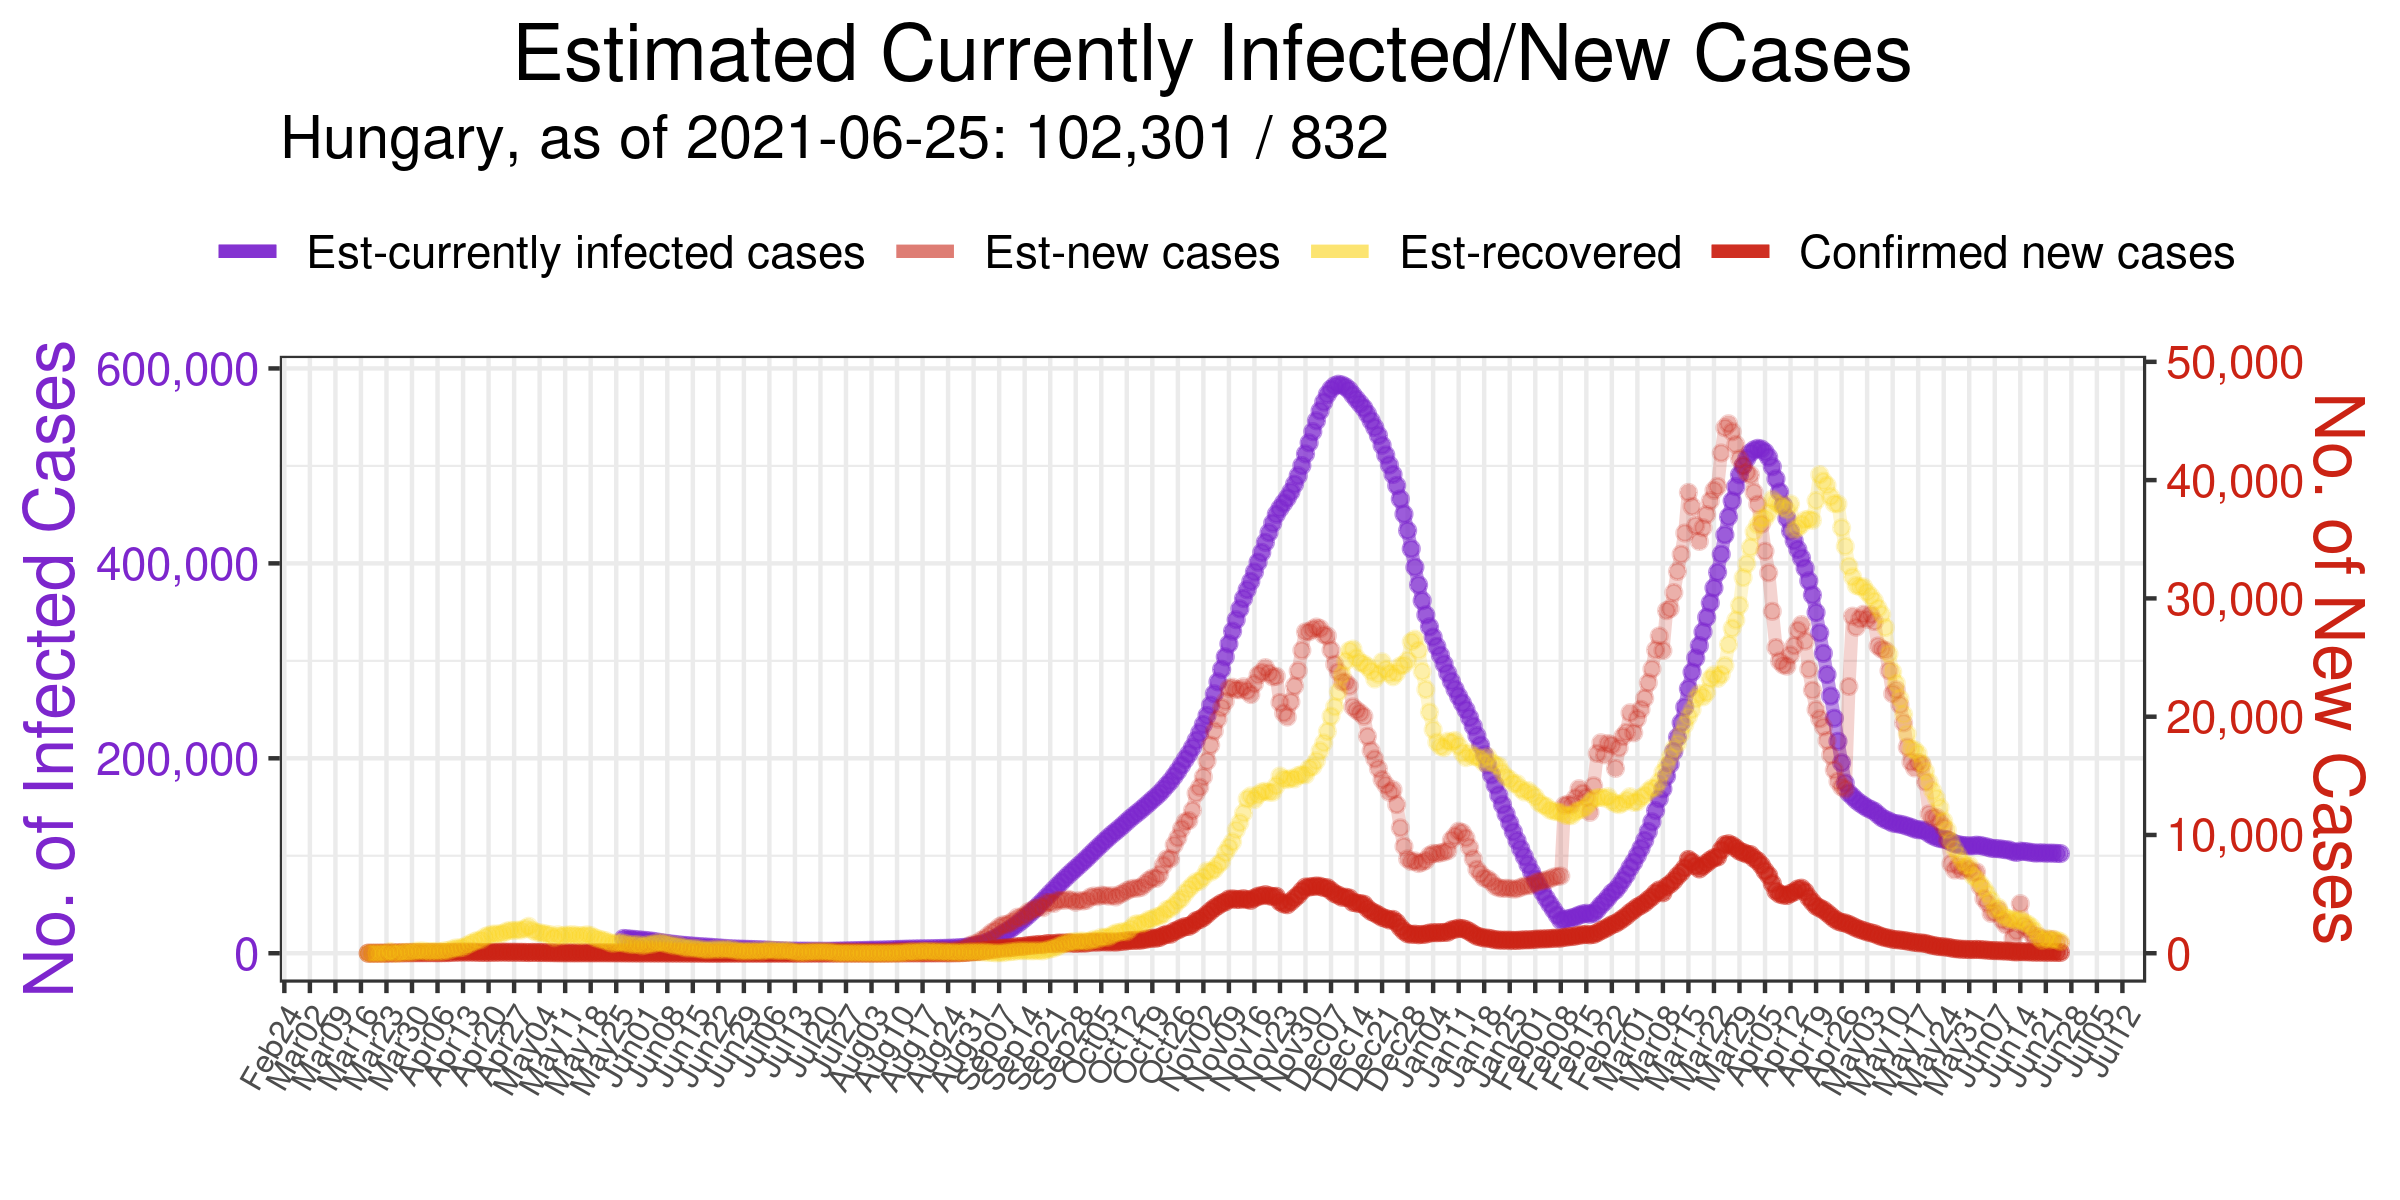 Estimated Currently Infected/New Cases
Hungary, as of 2021-06-25: 102,301 / 832
Est-currently infected cases Est-new cases Est-recovered Confirmed new cases
No. of Infected Cases
600,000
400,000
200,000
0
50,000
40,000
30,000
20,000
10,000
0
No. of New Cases
Feb24 Mar02 Mar09 Mar16 Mar23 Mar30 Apr06 Apr13 Apr20 Apr27 May04 May11 May18 May25 Jun01 Jun08 Jun15 Jun22 Jun29 Jul06 Jul13 Jul20 Jul27 Aug03 Aug10 Aug17 Aug24 Aug31 Sep07 Sep14 Sep21 Sep28 Oct05 Oct12 Oct19 Oct26 Nov02 Nov09 Nov16 Nov23 Nov30 Dec07 Dec14 Dec21 Dec28 Jan04 Jan11 Jan18 Jan25 Feb01 Feb08 Feb15 Feb22 Mar01 Mar08 Mar15 Mar22 Mar29 Apr05 Apr12 Apr19 Apr26 May03 May10 May17 May24 May31 Jun07 Jun14 Jun21 Jun28 Jul05 Jul12